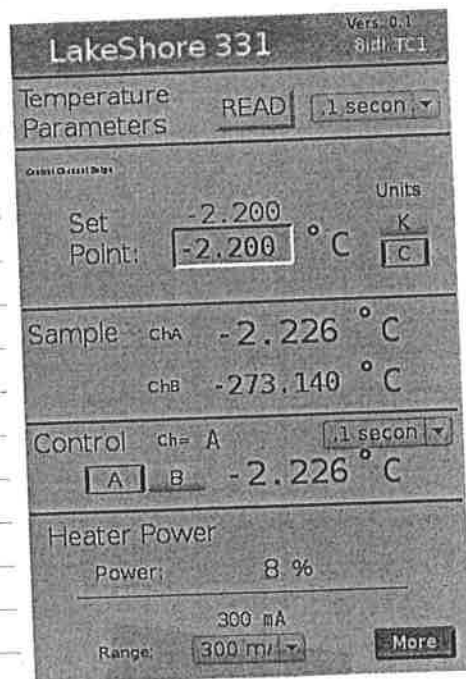 Vers. 0.1
LakeShore 331 8idi:TC1
Temperature
Parameters READ .1 secon
Units
-2.200 K
Set
Point: -2.200 °C C
Sample ChA -2.226 °C
ChB -273.140 °C
.1 secon
Control Ch= A
A B -2.226 °C
Heater Power
Power: 8 %
300 mA
Range: 300 m/ More